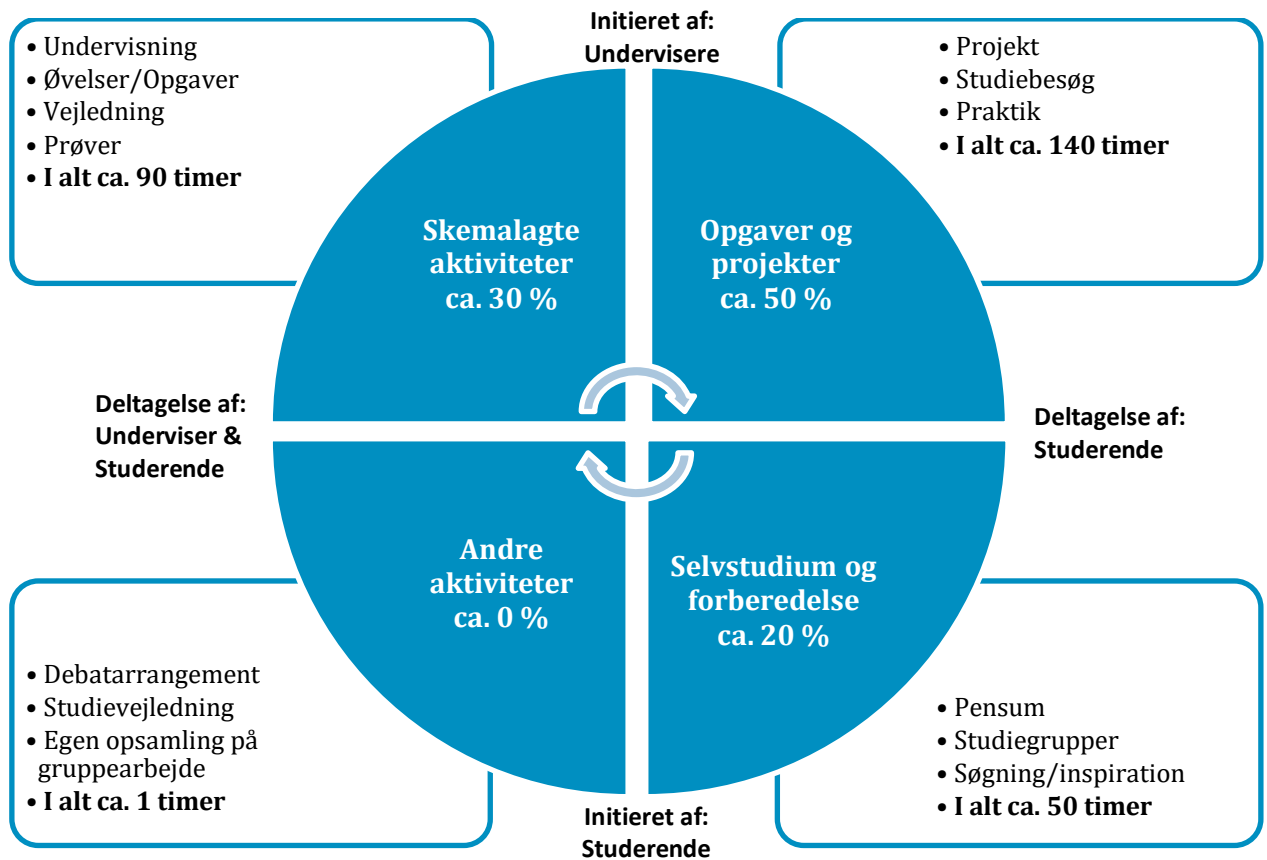 Initieret af:
Undervisere
• Undervisning
• Øvelser/Opgaver
• Vejledning
• Prøver
• I alt ca. 90 timer
• Projekt
• Studiebesøg
• Praktik
• I alt ca. 140 timer
Skemalagte
aktiviteter
ca. 30 %
Opgaver og
projekter
ca. 50 %
Deltagelse af:
Underviser &
Studerende
Deltagelse af:
Studerende
Andre
aktiviteter
ca. 0 %
Selvstudium og
forberedelse
ca. 20 %
• Debatarrangement
• Studievejledning
• Egen opsamling på
gruppearbejde
• I alt ca. 1 timer
• Pensum
• Studiegrupper
• Søgning/inspiration
• I alt ca. 50 timer
Initieret af:
Studerende